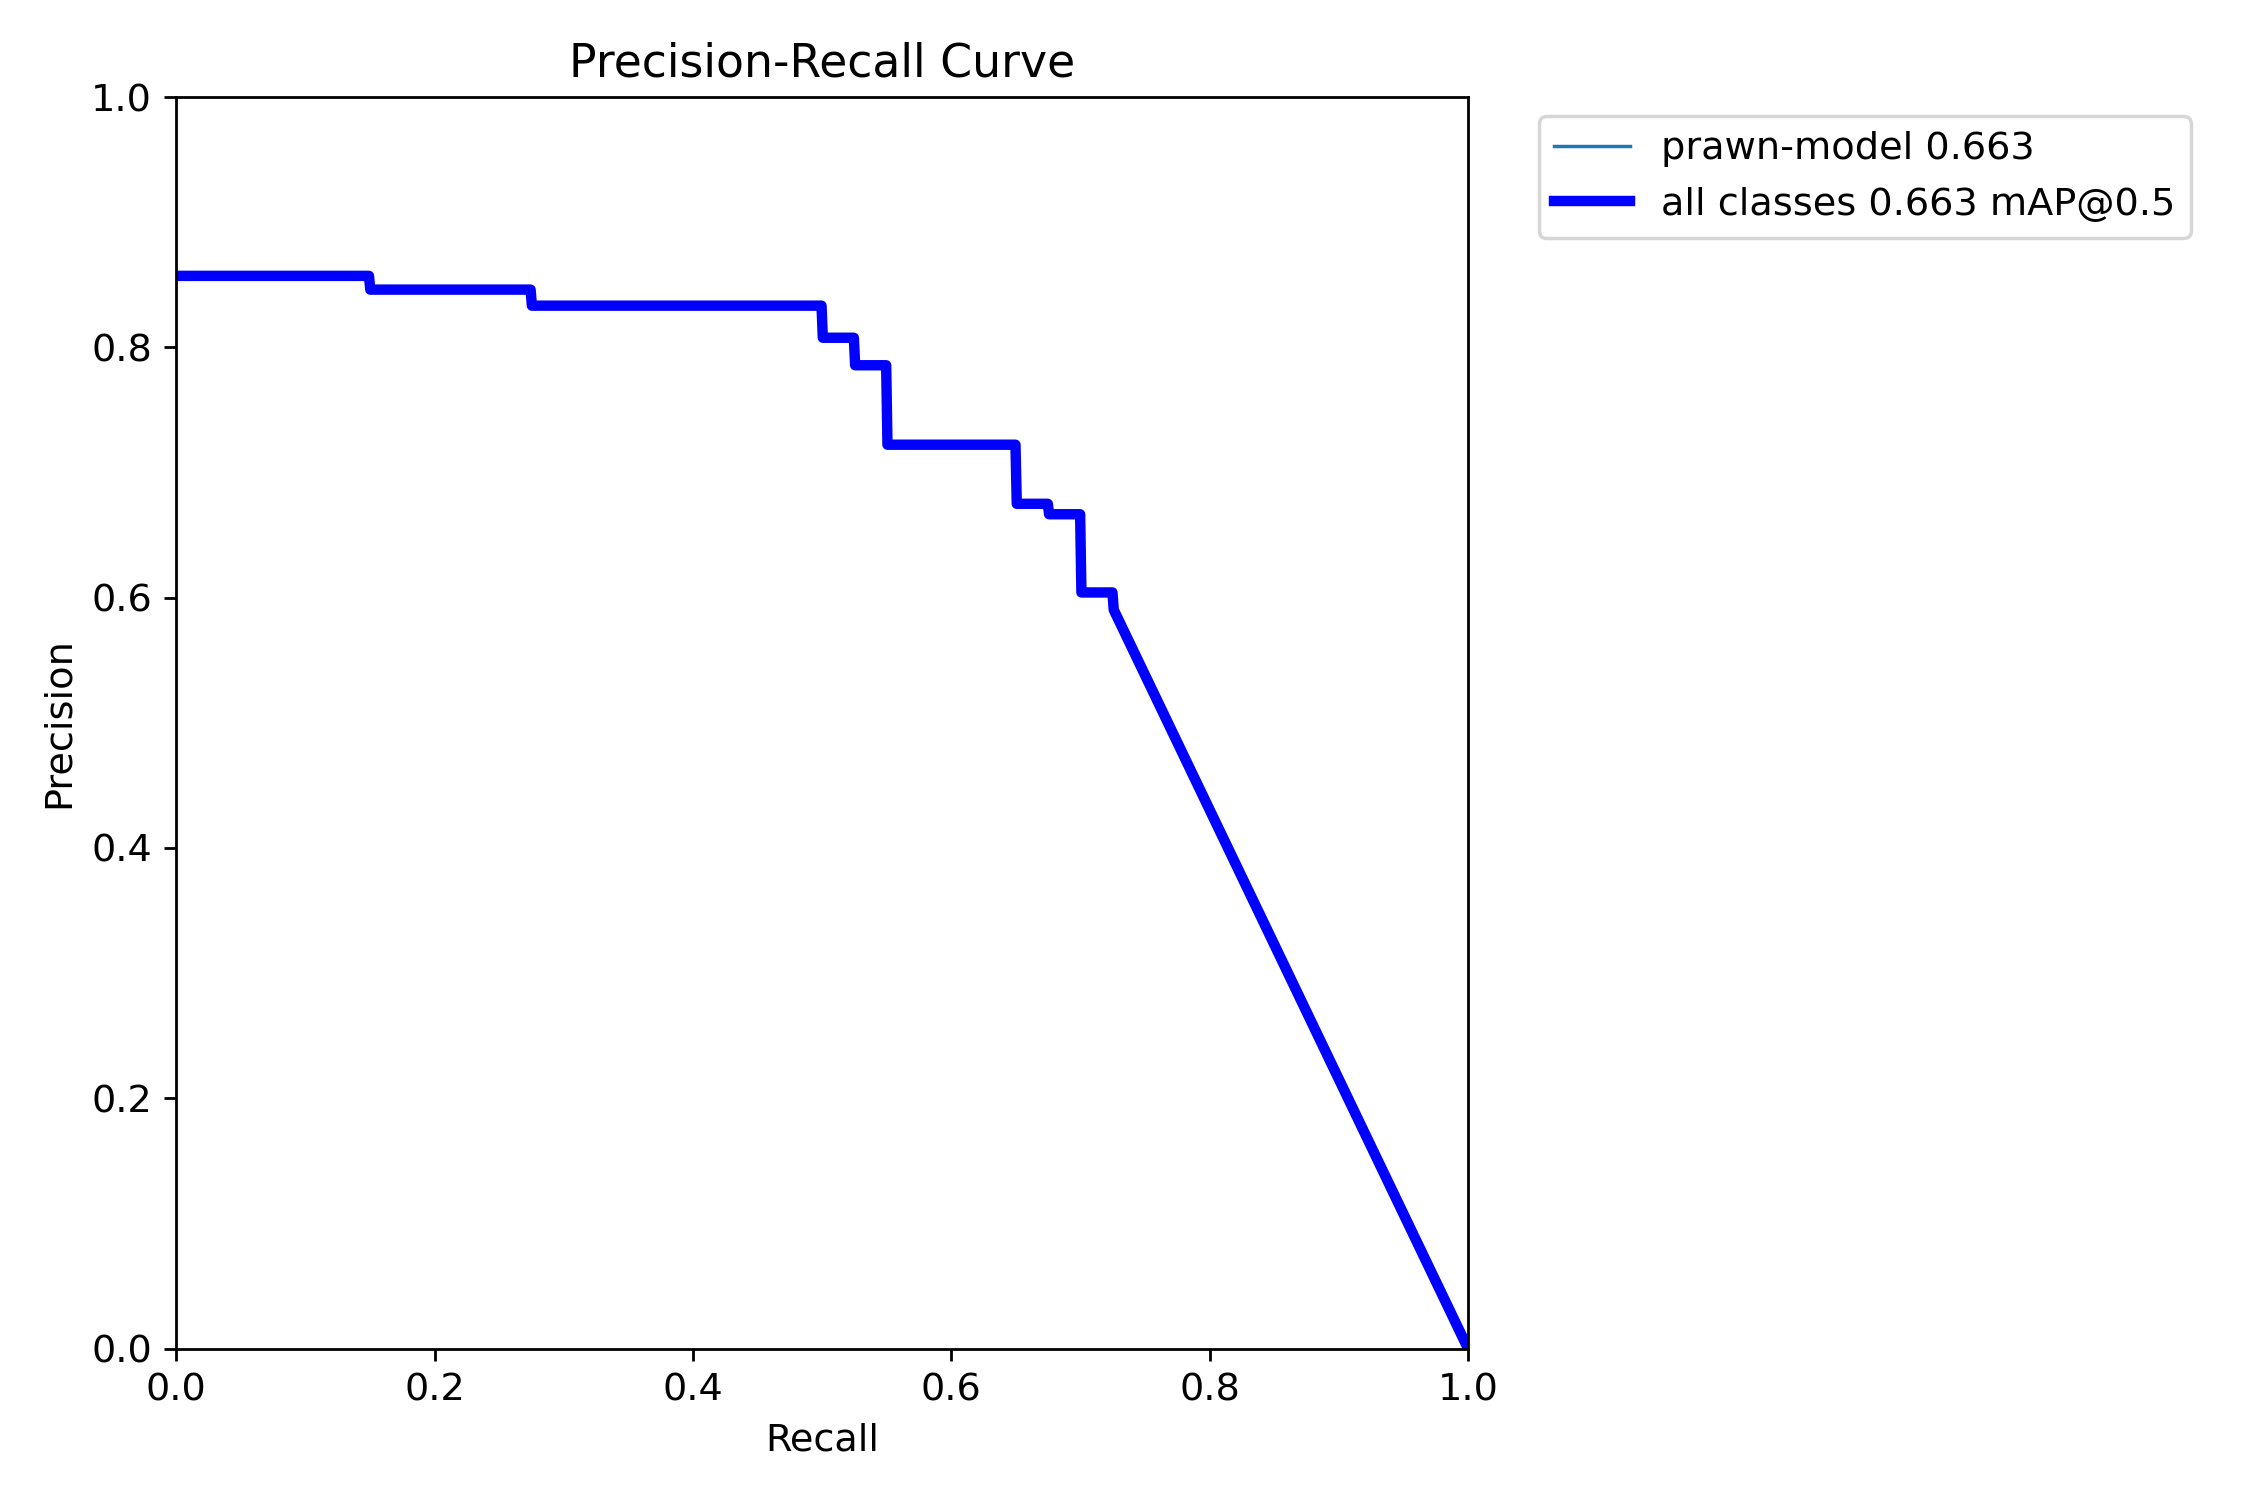 Precision-Recall Curve
1.0
0.8
0.6
0.4
0.2
0.0
Precision
0.0 0.2 0.4 0.6 0.8 1.0
Recall
prawn-model 0.663
all classes 0.663 mAP@0.5